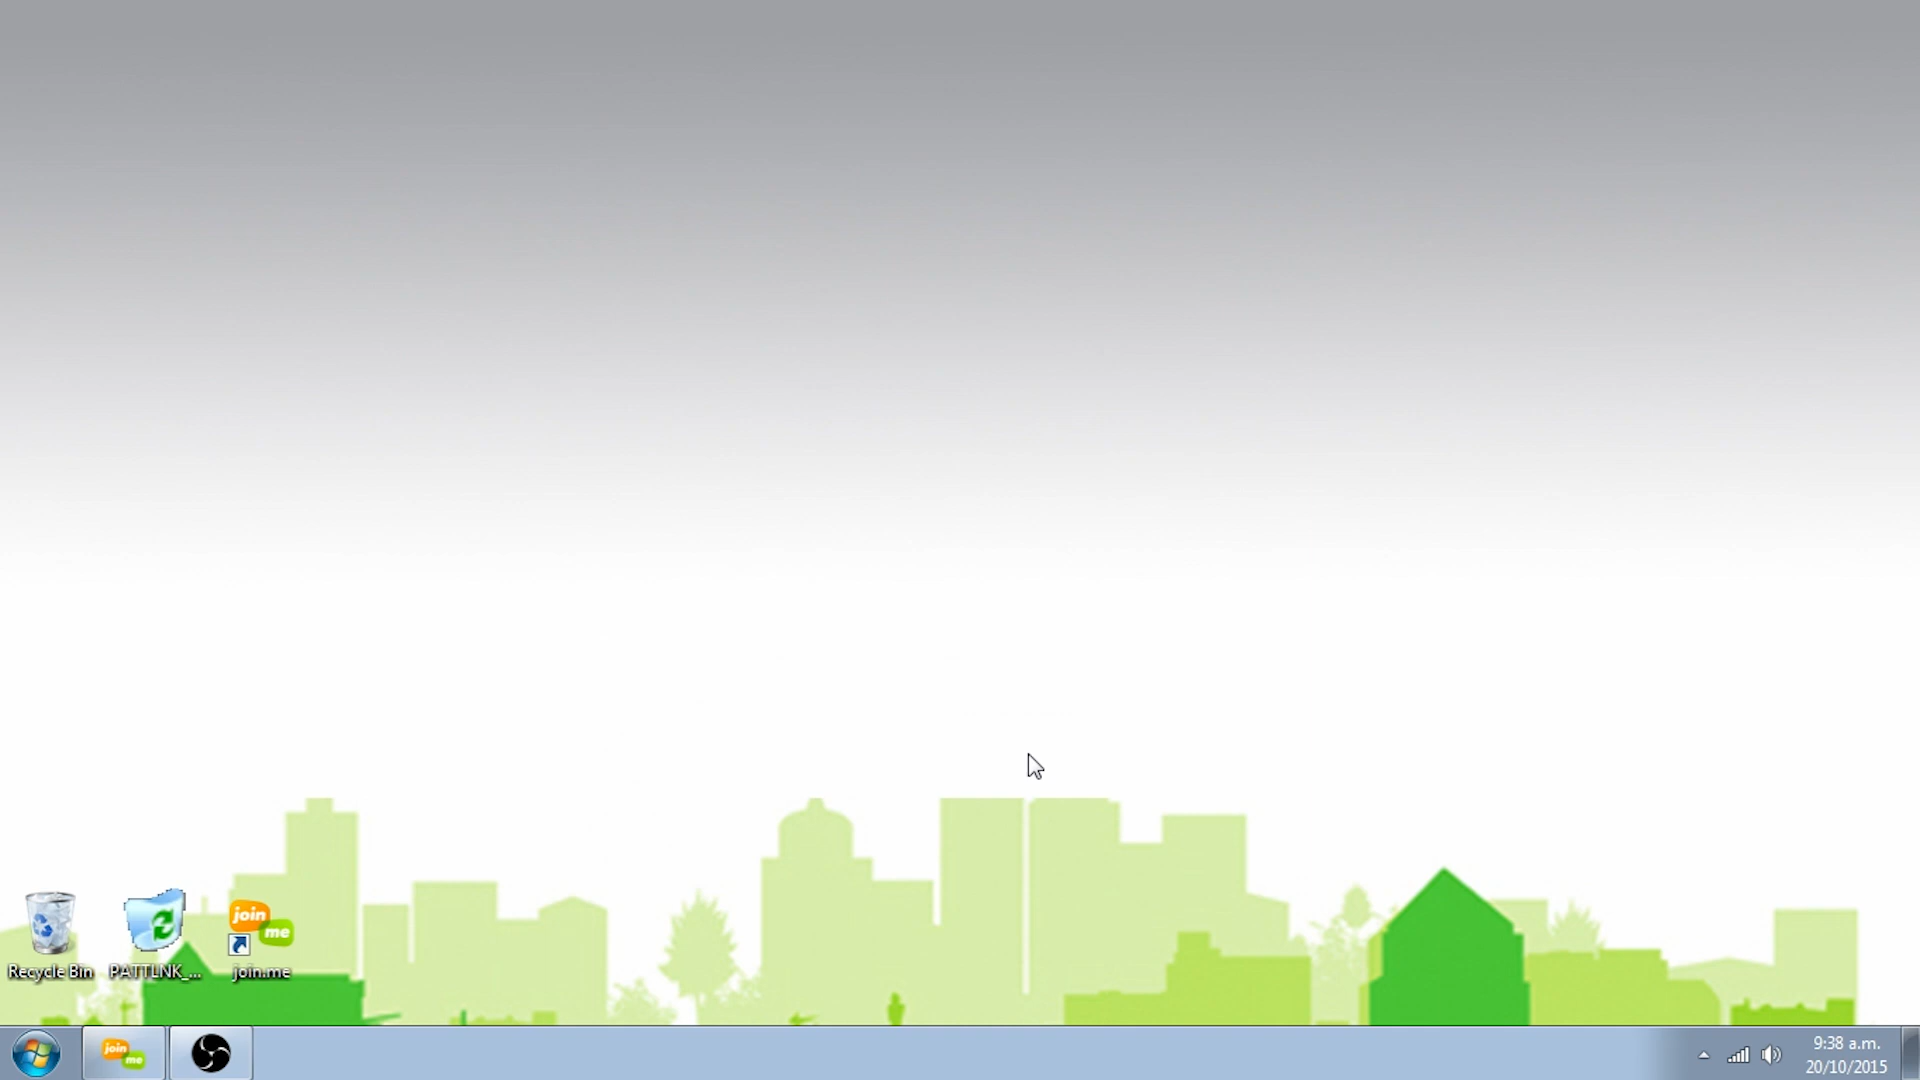 join
me
Recycle Bin
PATTLNK_...
join.me
join
me
9:38 a.m.
20/10/2015